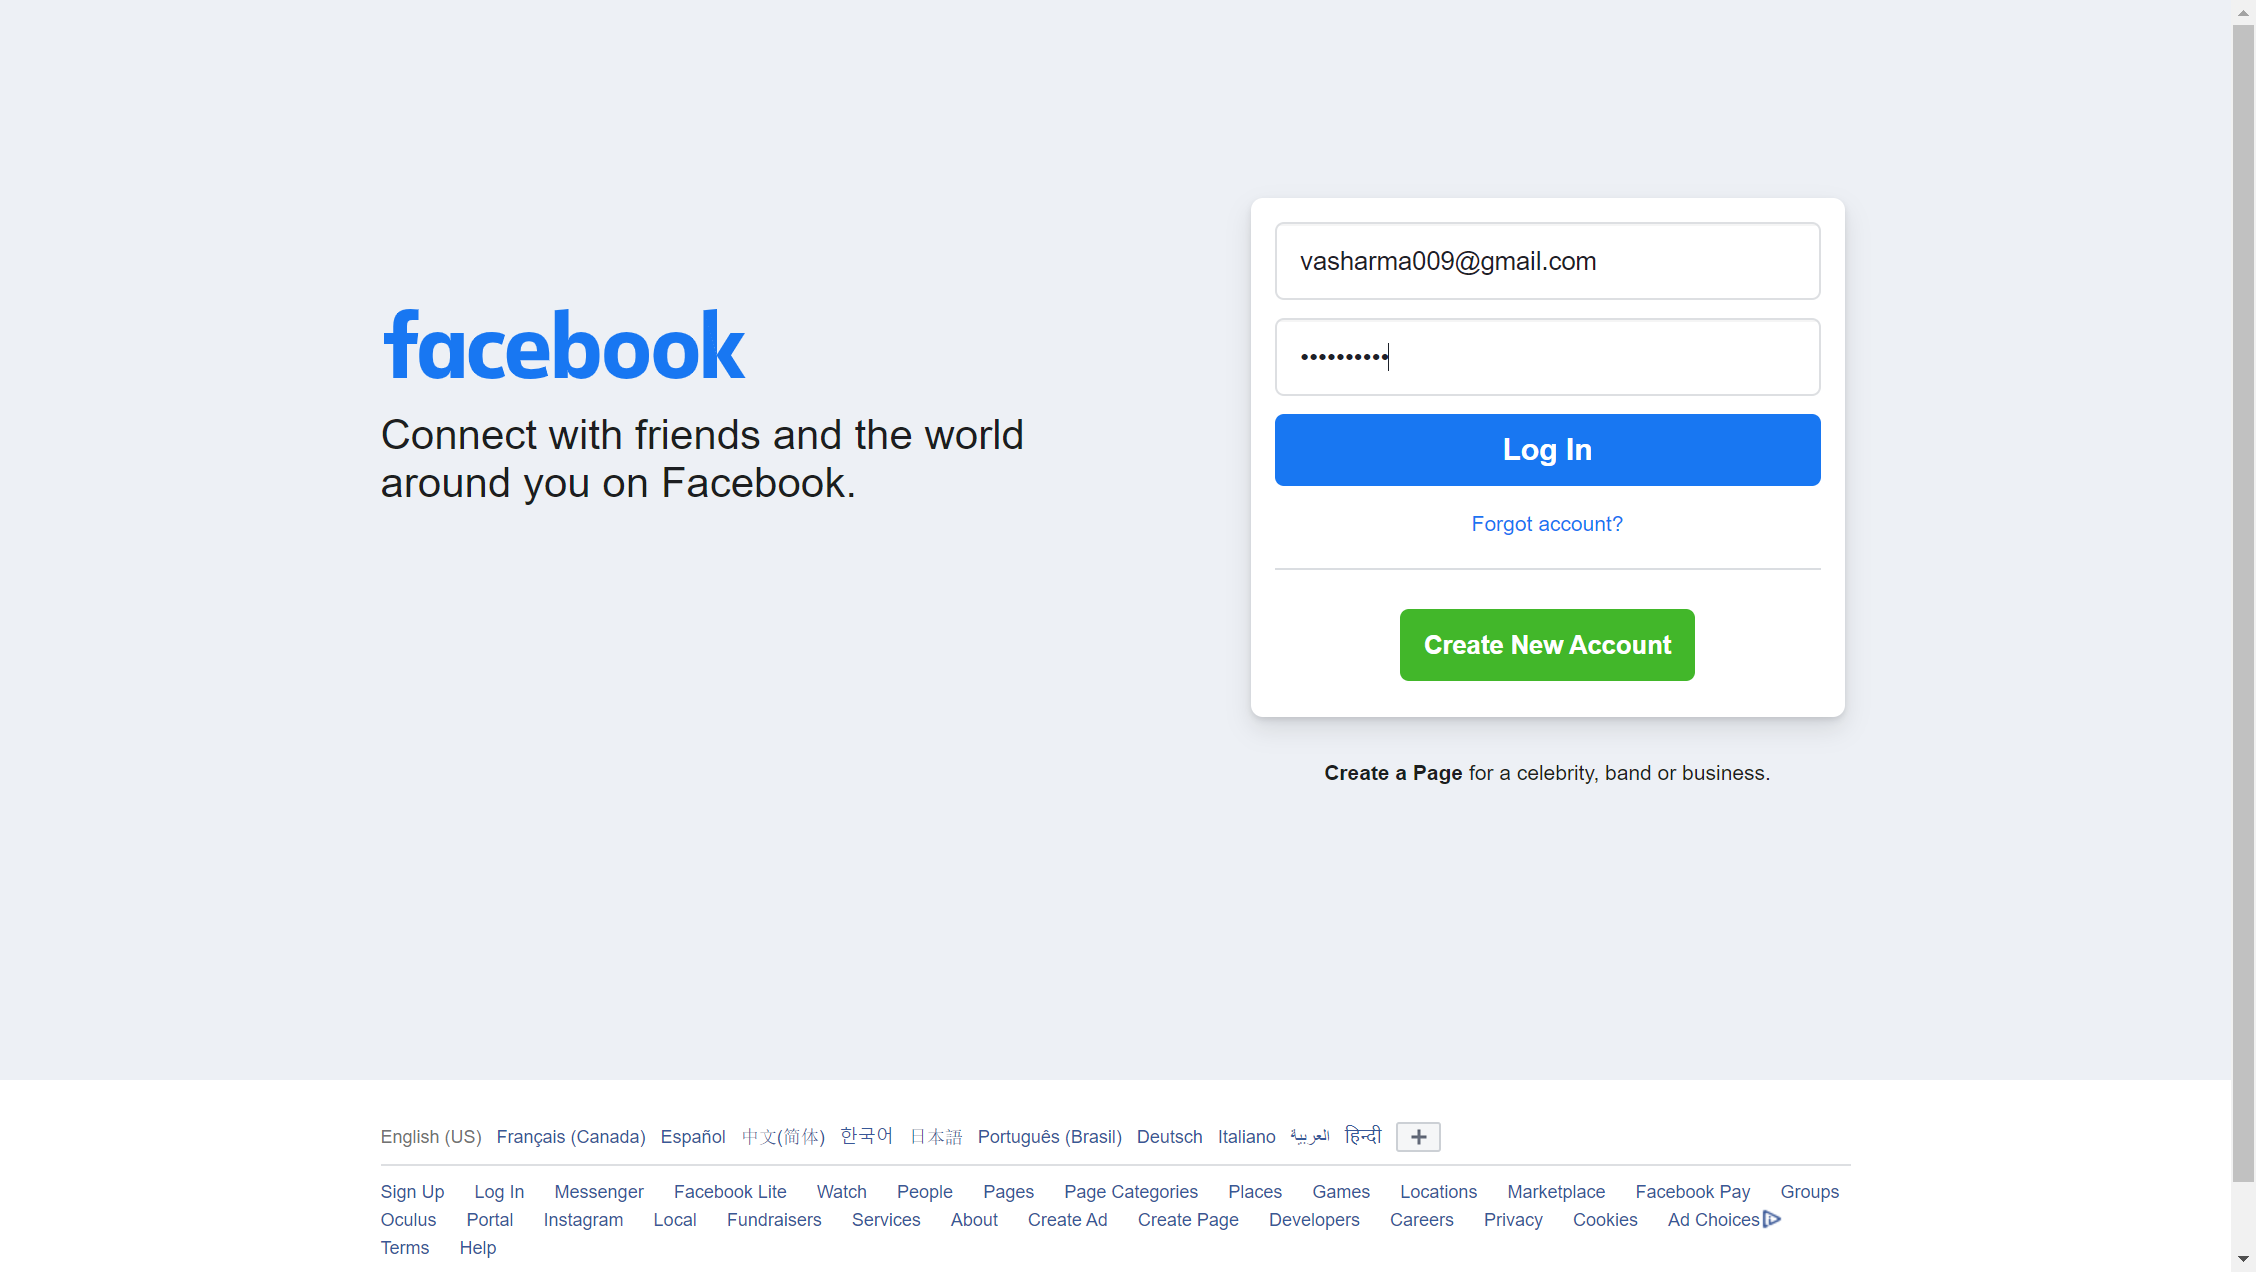 facebook
Connect with friends and the world
around you on Facebook.
vasharma009@gmail.com
••••••••••
Log In
Forgot account?
Create New Account
Create a Page for a celebrity, band or business.
English (US) Français (Canada) Español 中文(简体) 한국어 日本語 Português (Brasil) Deutsch Italiano العربية हिन्दी +
Sign Up Log In Messenger Facebook Lite Watch People Pages Page Categories Places Games Locations Marketplace Facebook Pay Groups
Oculus Portal Instagram Local Fundraisers Services About Create Ad Create Page Developers Careers Privacy Cookies Ad Choices
Terms Help